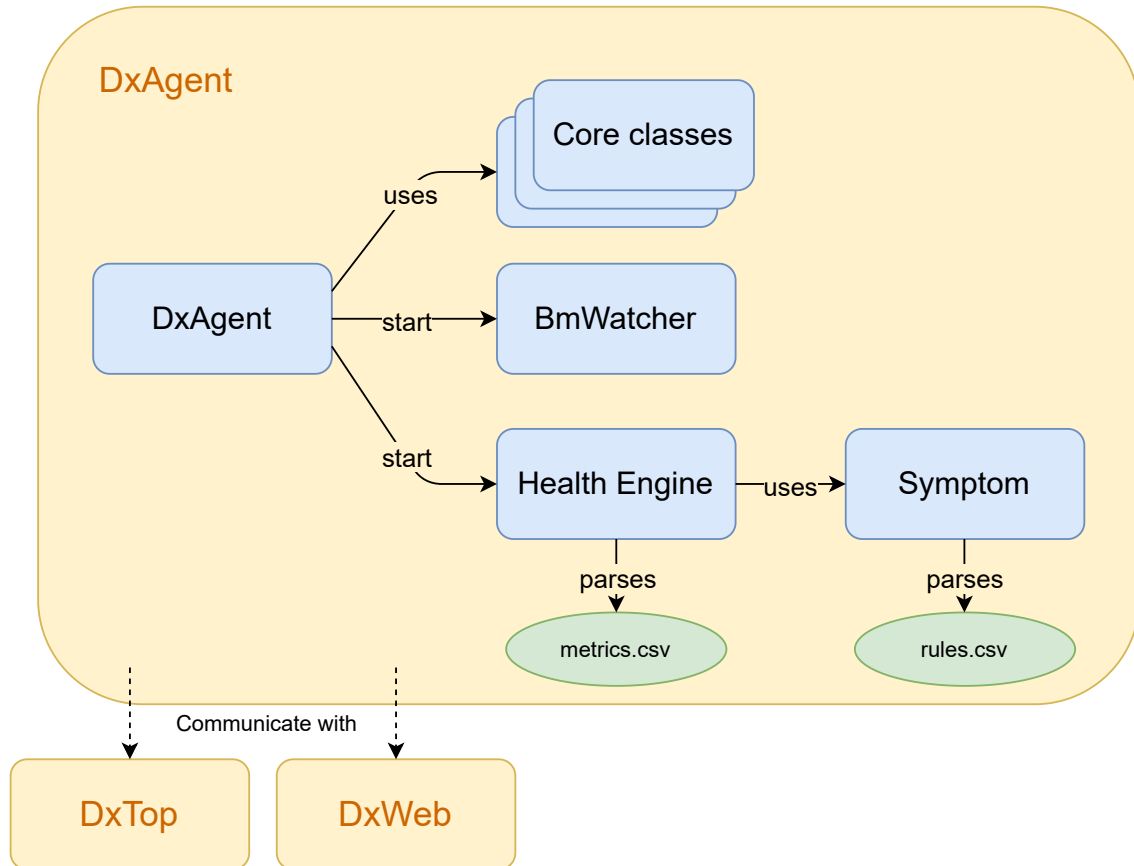 DxAgent
Core classes
uses
DxAgent
start
BmWatcher
start
Health Engine
uses
Symptom
parses
parses
metrics.csv
rules.csv
Communicate with
DxTop
DxWeb